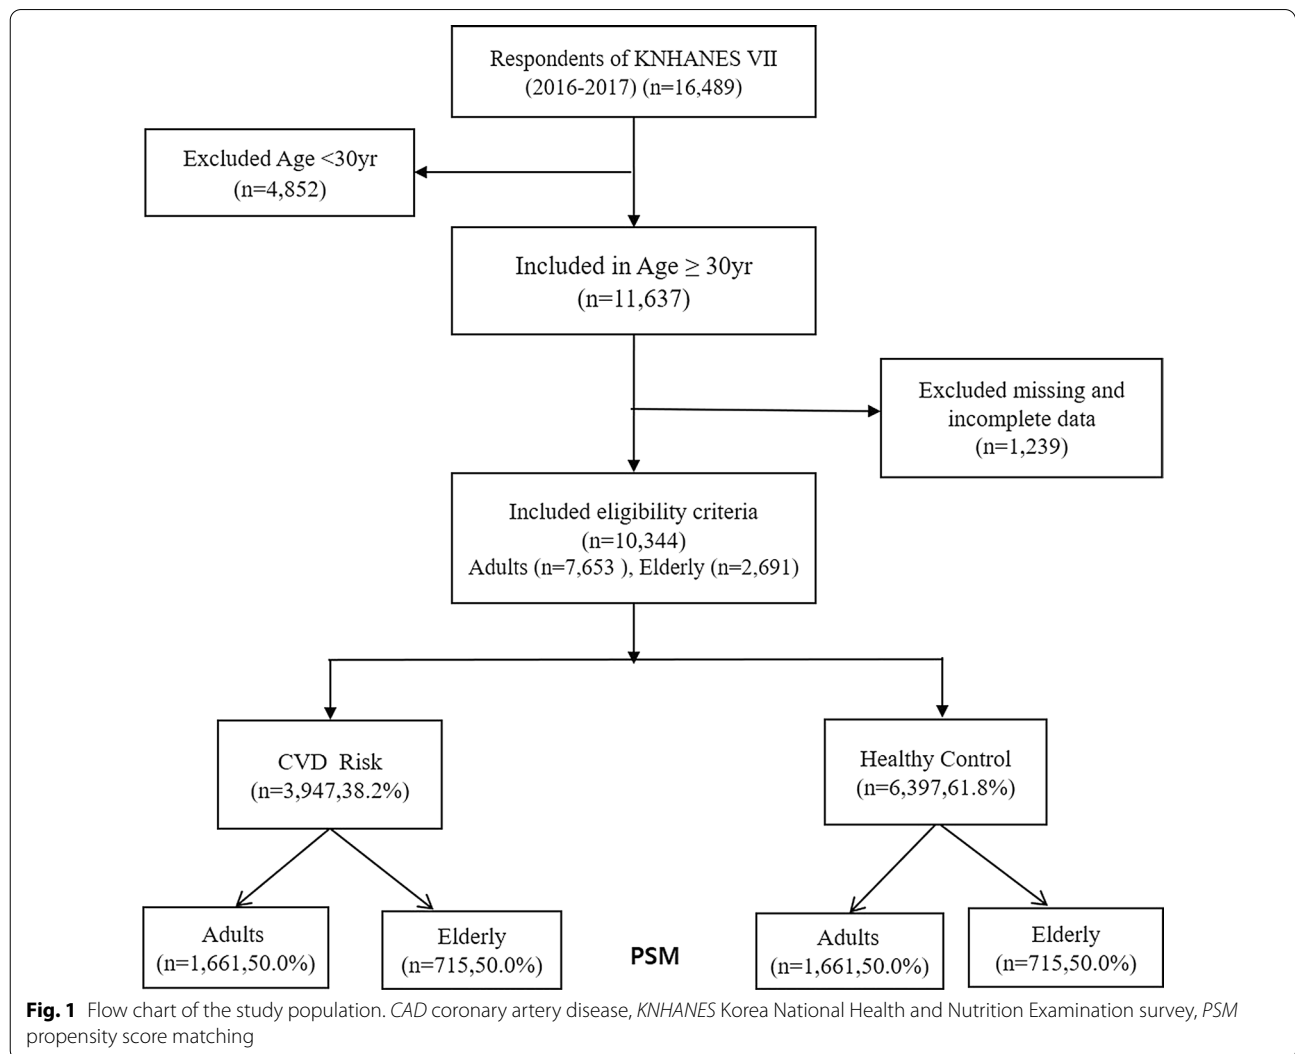 Respondents of KNHANES VII
(2016-2017) (n=16,489)
Excluded Age <30yr
(n=4,852)
Included in Age ≥ 30yr
(n=11,637)
Excluded missing and
incomplete data
(n=1,239)
Included eligibility criteria
(n=10,344)
Adults (n=7,653 ), Elderly (n=2,691)
CVD Risk
(n=3,947,38.2%)
Healthy Control
(n=6,397,61.8%)
Adults
(n=1,661,50.0%)
Elderly
(n=715,50.0%)
PSM
Adults
(n=1,661,50.0%)
Elderly
(n=715,50.0%)
Fig. 1 Flow chart of the study population. CAD coronary artery disease, KNHANES Korea National Health and Nutrition Examination survey, PSM
propensity score matching